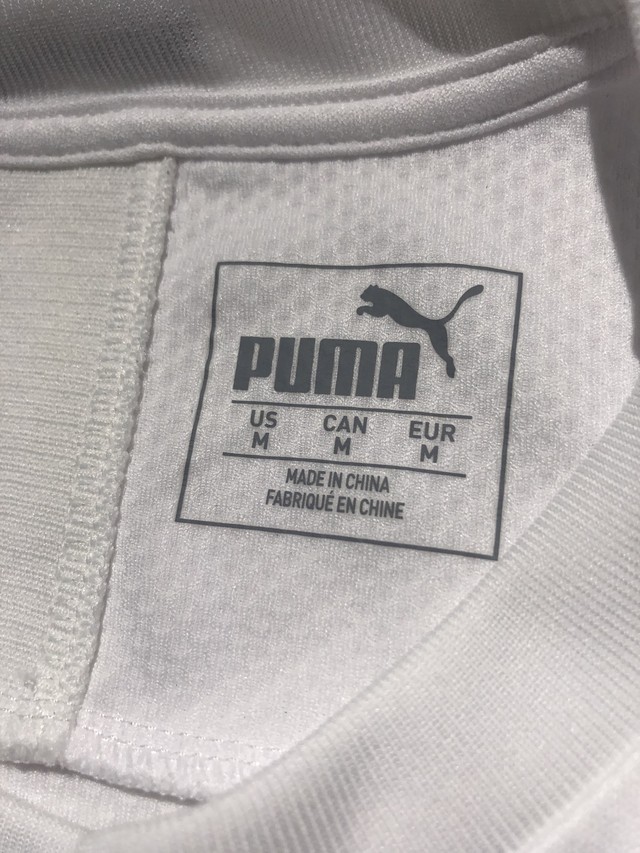 PUMA
US CAN EUR
M M M
MADE IN CHINA
FABRIQUÉ EN CHINE